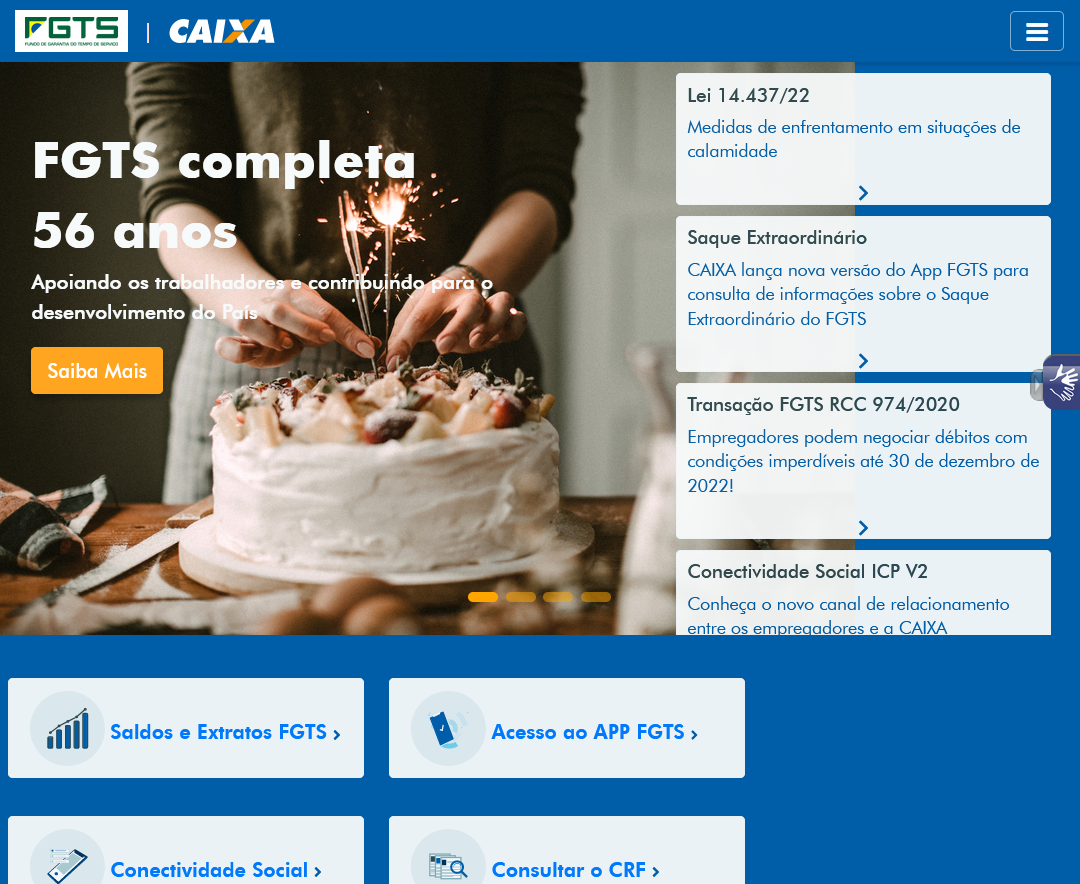 FGTS
FUNDO DE GARANTIA DO TEMPO DE SERVIÇO
CAIXA
FGTS completa
56 anos
Apoiando os trabalhadores e contribuindo para o
desenvolvimento do País
Saiba Mais
Lei 14.437/22
Medidas de enfrentamento em situações de
calamidade
Saque Extraordinário
CAIXA lança nova versão do App FGTS para
consulta de informações sobre o Saque
Extraordinário do FGTS
Transação FGTS RCC 974/2020
Empregadores podem negociar débitos com
condições imperdíveis até 30 de dezembro de
2022!
Conectividade Social ICP V2
Conheça o novo canal de relacionamento
entre os empregadores e a CAIXA
Saldos e Extratos FGTS
Acesso ao APP FGTS
Conectividade Social
Consultar o CRF